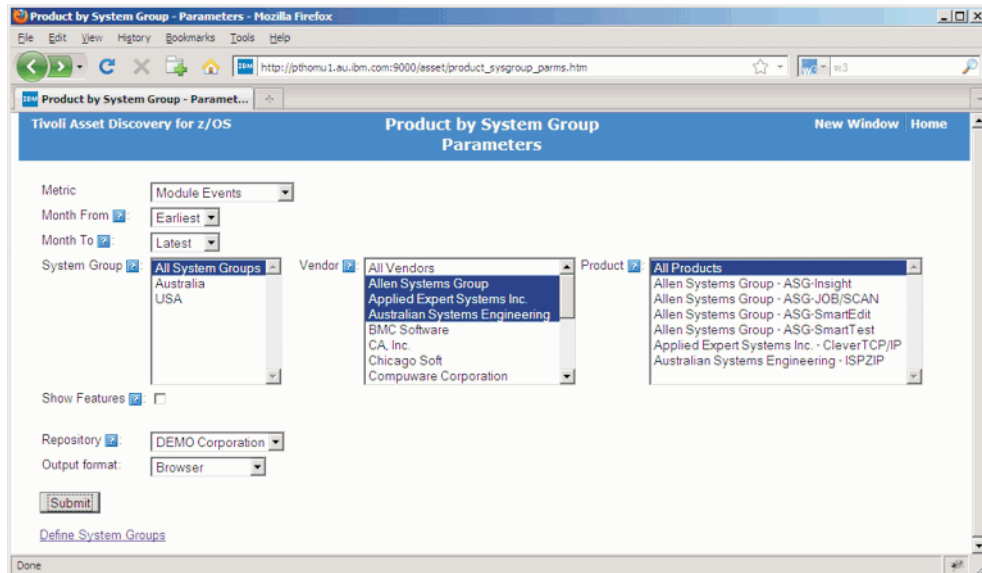 Product by System Group - Parameters - Mozilla Firefox
File Edit View History Bookmarks Tools Help
http://pthomu1.au.ibm.com:9000/asset/product_sysgroup_parms.htm
w3
Product by System Group - Paramet...
Tivoli Asset Discovery for z/OS
Product by System Group
Parameters
New Window Home
Metric
Module Events
Month From ?:
Earliest
Month To ?:
Latest
System Group ?:
All System Groups
Australia
USA
Vendor ?:
All Vendors
Allen Systems Group
Applied Expert Systems Inc.
Australian Systems Engineering
BMC Software
CA, Inc.
Chicago Soft
Compuware Corporation
Product ?:
All Products
Allen Systems Group - ASG-Insight
Allen Systems Group - ASG-JOB/SCAN
Allen Systems Group - ASG-SmartEdit
Allen Systems Group - ASG-SmartTest
Applied Expert Systems Inc. - CleverTCP/IP
Australian Systems Engineering - ISPZIP
Show Features ?:
Repository ?:
DEMO Corporation
Output format:
Browser
Submit
Define System Groups
Done